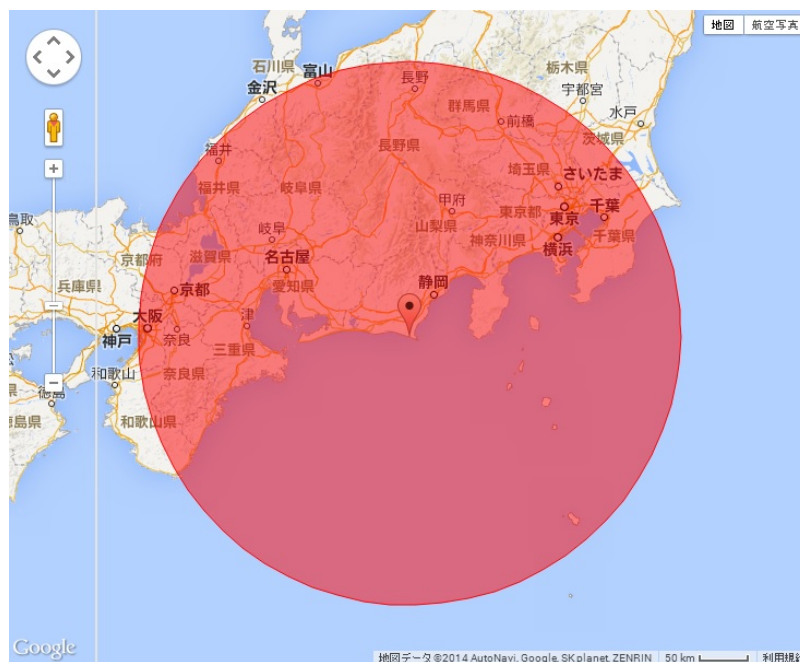 地図 航空写真
石川県
富山
金沢
長野
栃木県
宇都宮
群馬県
前橋
水戸
茨城県
福井
長野県
福井県
岐阜県
埼玉県
さいたま
甲府
東京都
東京
千葉
鳥取
岐阜
山梨県
神奈川県
横浜
千葉県
京都府
滋賀県
名古屋
兵庫県
京都
愛知県
静岡
大阪
神戸
奈良
津
三重県
和歌山
奈良県
徳島
徳島県
和歌山県
Google
地図データ ©2014 AutoNavi, Google, SK planet, ZENRIN
50 km
利用規約